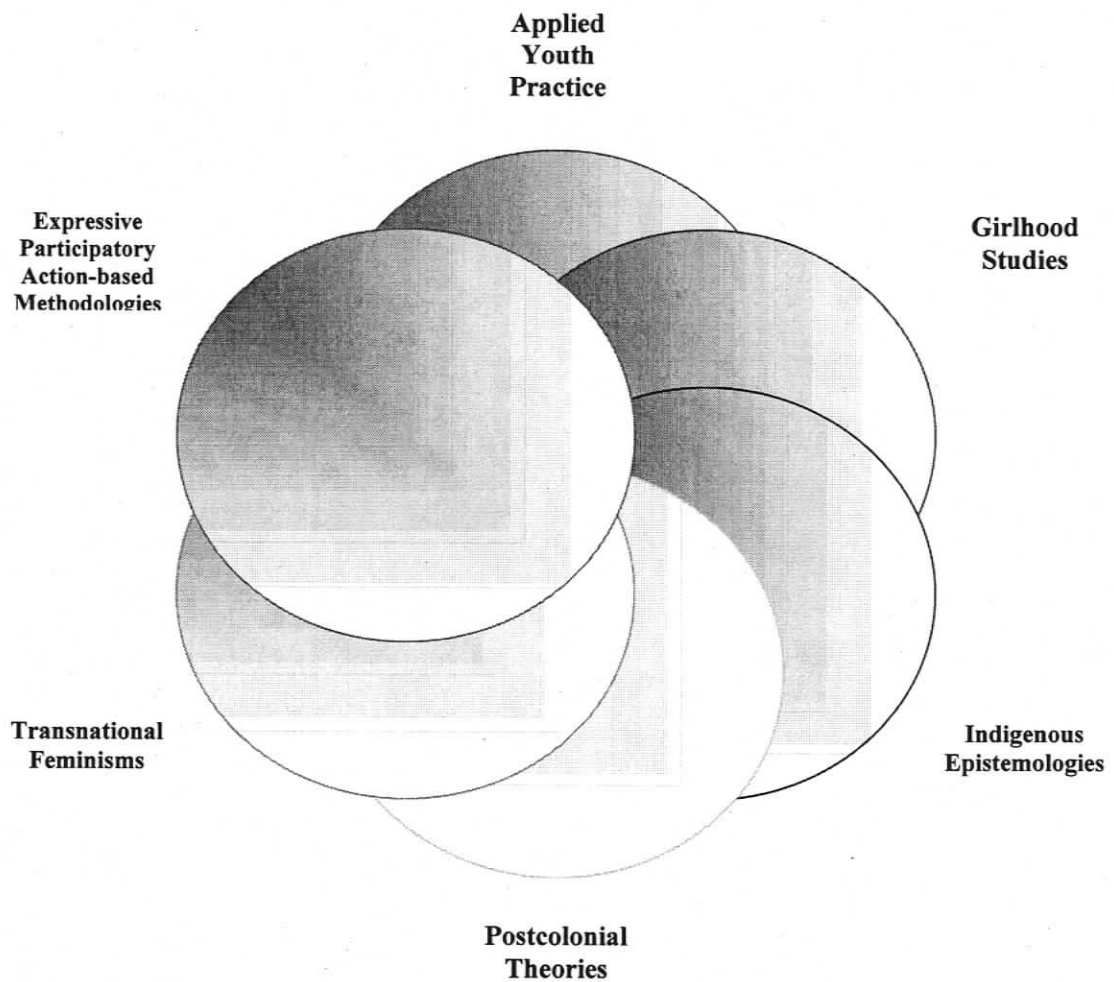 Applied
Youth
Practice
Expressive
Participatory
Action-based
Methodologies
Girlhood
Studies
Transnational
Feminisms
Indigenous
Epistemologies
Postcolonial
Theories